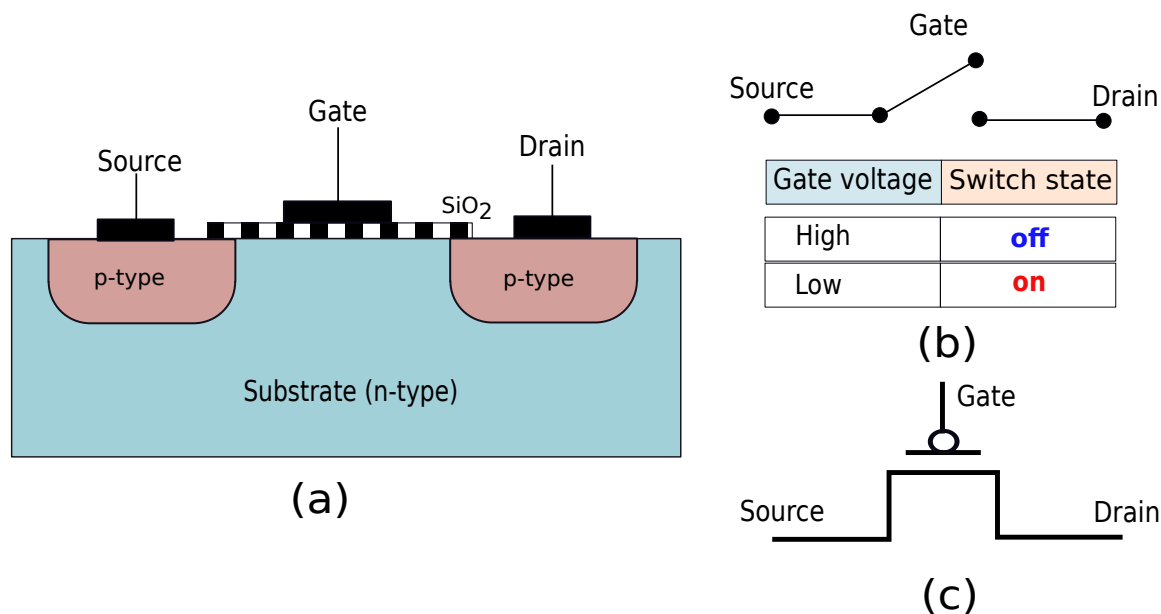 Gate
Source
Drain
SiO2
p-type
p-type
Substrate (n-type)
(a)
Gate
Source
Drain
Gate voltage Switch state
High off
Low on
(b)
Gate
Source
Drain
(c)